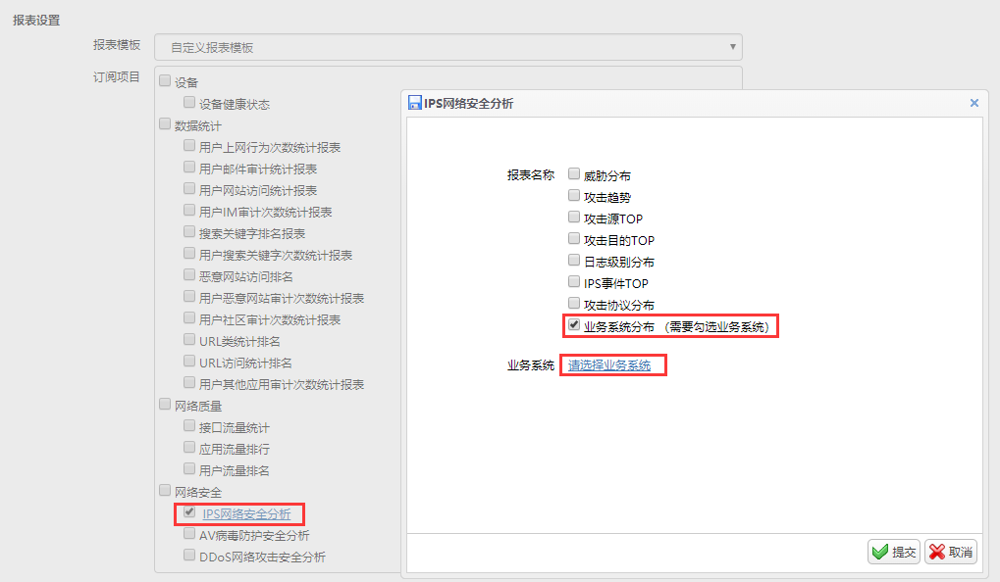 报表设置
报表模板 自定义报表模板
订阅项目
设备
设备健康状态
数据统计
用户上网行为次数统计报表
用户邮件审计统计报表
用户网站访问统计报表
用户IM审计次数统计报表
搜索关键字排名报表
用户搜索关键字次数统计报表
恶意网站访问排名
用户恶意网站审计次数统计报表
用户社区审计次数统计报表
URL类统计排名
URL访问统计排名
用户其他应用审计次数统计报表
网络质量
接口流量统计
应用流量排行
用户流量排名
网络安全
IPS网络安全分析
AV病毒防护安全分析
DDoS网络攻击安全分析
IPS网络安全分析
报表名称 威胁分布
攻击趋势
攻击源TOP
攻击目的TOP
日志级别分布
IPS事件TOP
攻击协议分布
业务系统分布 （需要勾选业务系统）
业务系统 请选择业务系统
提交 取消